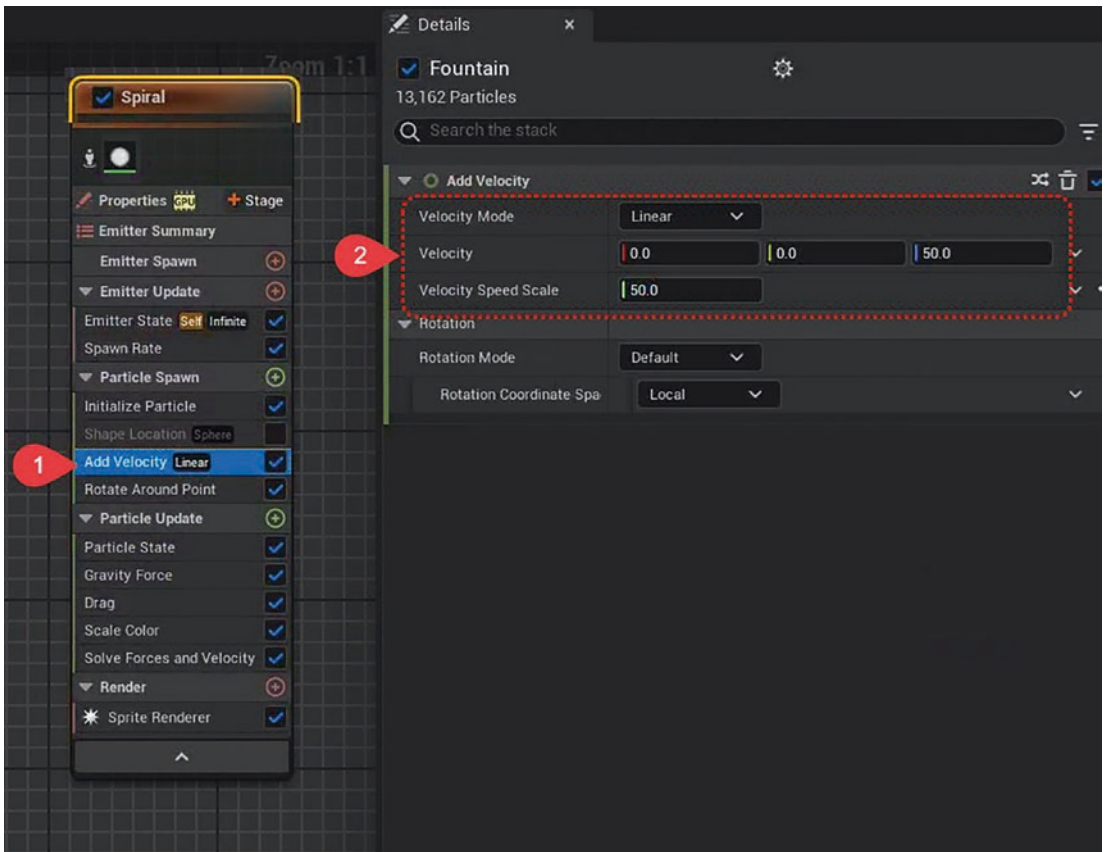 Zoom 1:1
Spiral
Properties GPU + Stage
Emitter Summary
Emitter Spawn
Emitter Update
Emitter State Self Infinite
Spawn Rate
Particle Spawn
Initialize Particle
Shape Location Sphere
1 Add Velocity Linear
Rotate Around Point
Particle Update
Particle State
Gravity Force
Drag
Scale Color
Solve Forces and Velocity
Render
Sprite Renderer
Details ×
Fountain
13,162 Particles
Search the stack
Add Velocity
Velocity Mode Linear
2 Velocity 0.0 0.0 50.0
Velocity Speed Scale 50.0
Rotation
Rotation Mode Default
Rotation Coordinate Spa Local